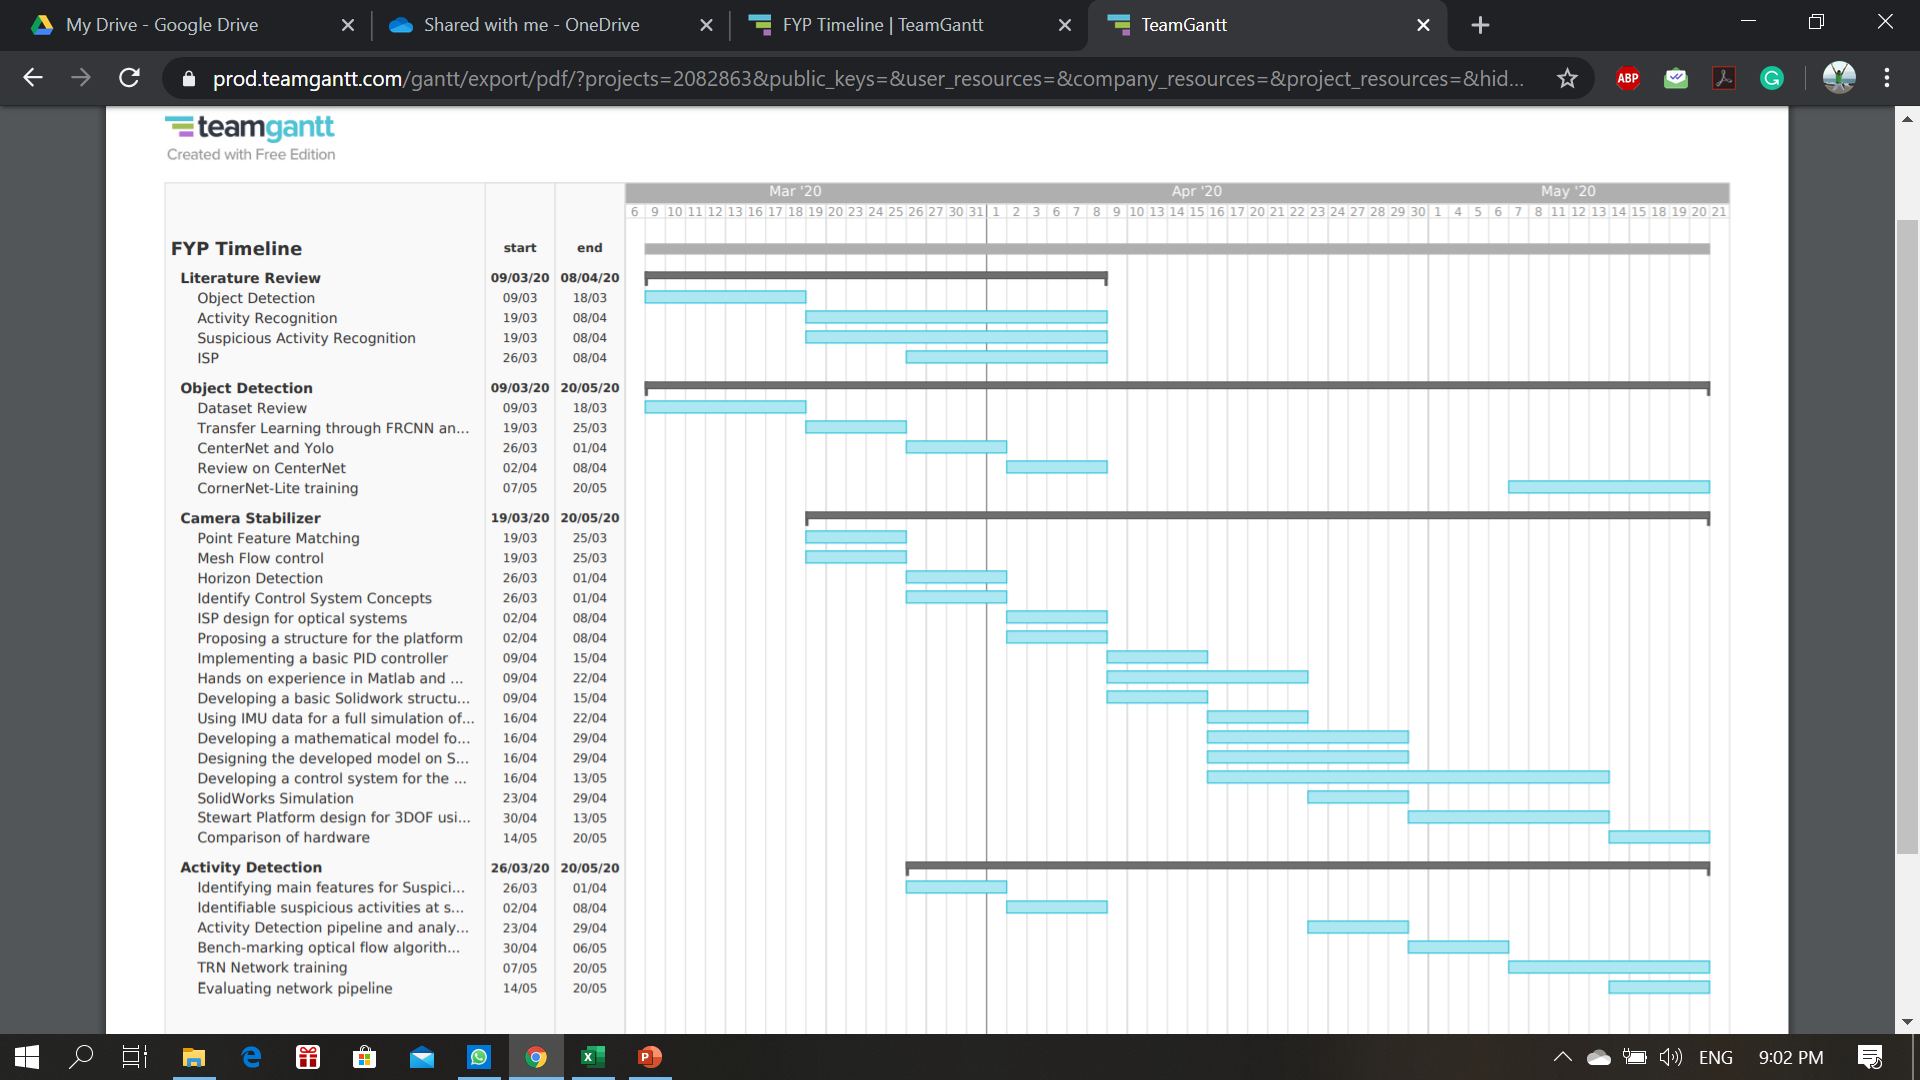 My Drive - Google Drive
Shared with me - OneDrive
FYP Timeline | TeamGantt
TeamGantt
prod.teamgantt.com/gantt/export/pdf/?projects=2082863&public_keys=&user_resources=&company_resources=&project_resources=&hid...
ABP
teamgantt
Created with Free Edition
Mar '20 Apr '20 May '20
6 9 10 11 12 13 16 17 18 19 20 23 24 25 26 27 30 31 1 2 3 6 7 8 9 10 13 14 15 16 17 20 21 22 23 24 27 28 29 30 1 4 5 6 7 8 11 12 13 14 15 18 19 20 21
FYP Timeline start end
Literature Review 09/03/20 08/04/20
Object Detection 09/03 18/03
Activity Recognition 19/03 08/04
Suspicious Activity Recognition 19/03 08/04
ISP 26/03 08/04
Object Detection 09/03/20 20/05/20
Dataset Review 09/03 18/03
Transfer Learning through FRCNN an... 19/03 25/03
CenterNet and Yolo 26/03 01/04
Review on CenterNet 02/04 08/04
CornerNet-Lite training 07/05 20/05
Camera Stabilizer 19/03/20 20/05/20
Point Feature Matching 19/03 25/03
Mesh Flow control 19/03 25/03
Horizon Detection 26/03 01/04
Identify Control System Concepts 26/03 01/04
ISP design for optical systems 02/04 08/04
Proposing a structure for the platform 02/04 08/04
Implementing a basic PID controller 09/04 15/04
Hands on experience in Matlab and ... 09/04 22/04
Developing a basic Solidwork structu... 09/04 15/04
Using IMU data for a full simulation of... 16/04 22/04
Developing a mathematical model fo... 16/04 29/04
Designing the developed model on S... 16/04 29/04
Developing a control system for the ... 16/04 13/05
SolidWorks Simulation 23/04 29/04
Stewart Platform design for 3DOF usi... 30/04 13/05
Comparison of hardware 14/05 20/05
Activity Detection 26/03/20 20/05/20
Identifying main features for Suspici... 26/03 01/04
Identifiable suspicious activities at s... 02/04 08/04
Activity Detection pipeline and analy... 23/04 29/04
Bench-marking optical flow algorith... 30/04 06/05
TRN Network training 07/05 20/05
Evaluating network pipeline 14/05 20/05
ENG 9:02 PM